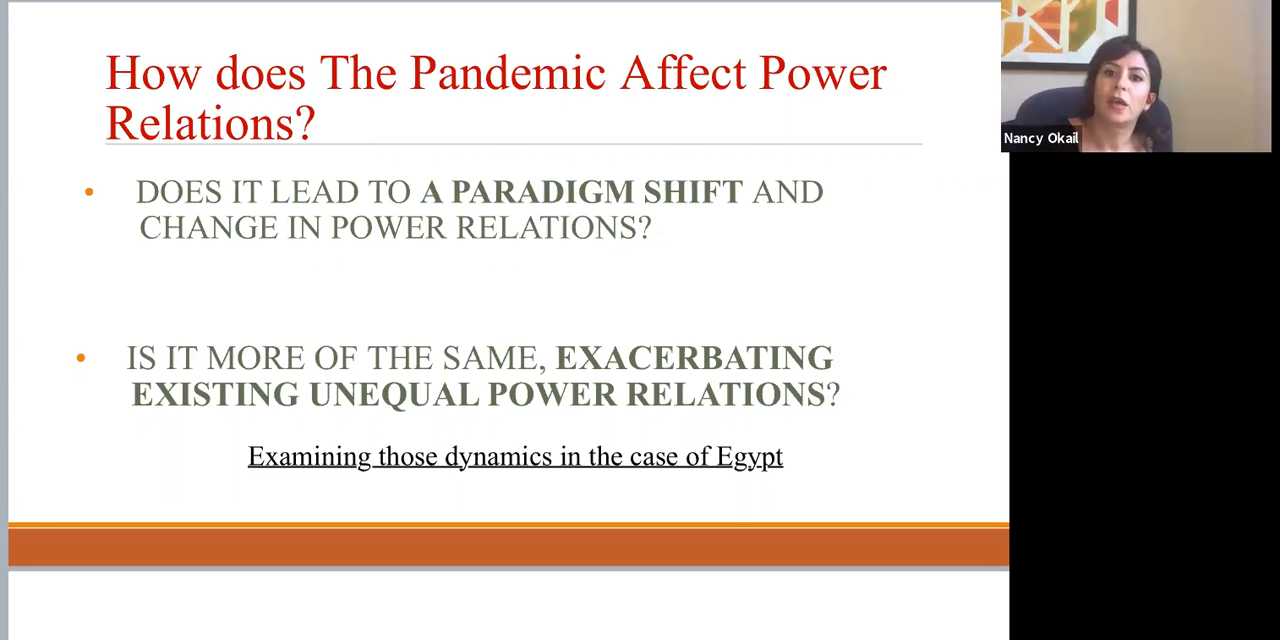 How does The Pandemic Affect Power
Relations?
• DOES IT LEAD TO A PARADIGM SHIFT AND
CHANGE IN POWER RELATIONS?
• IS IT MORE OF THE SAME, EXACERBATING
EXISTING UNEQUAL POWER RELATIONS?
Examining those dynamics in the case of Egypt
Nancy Okail